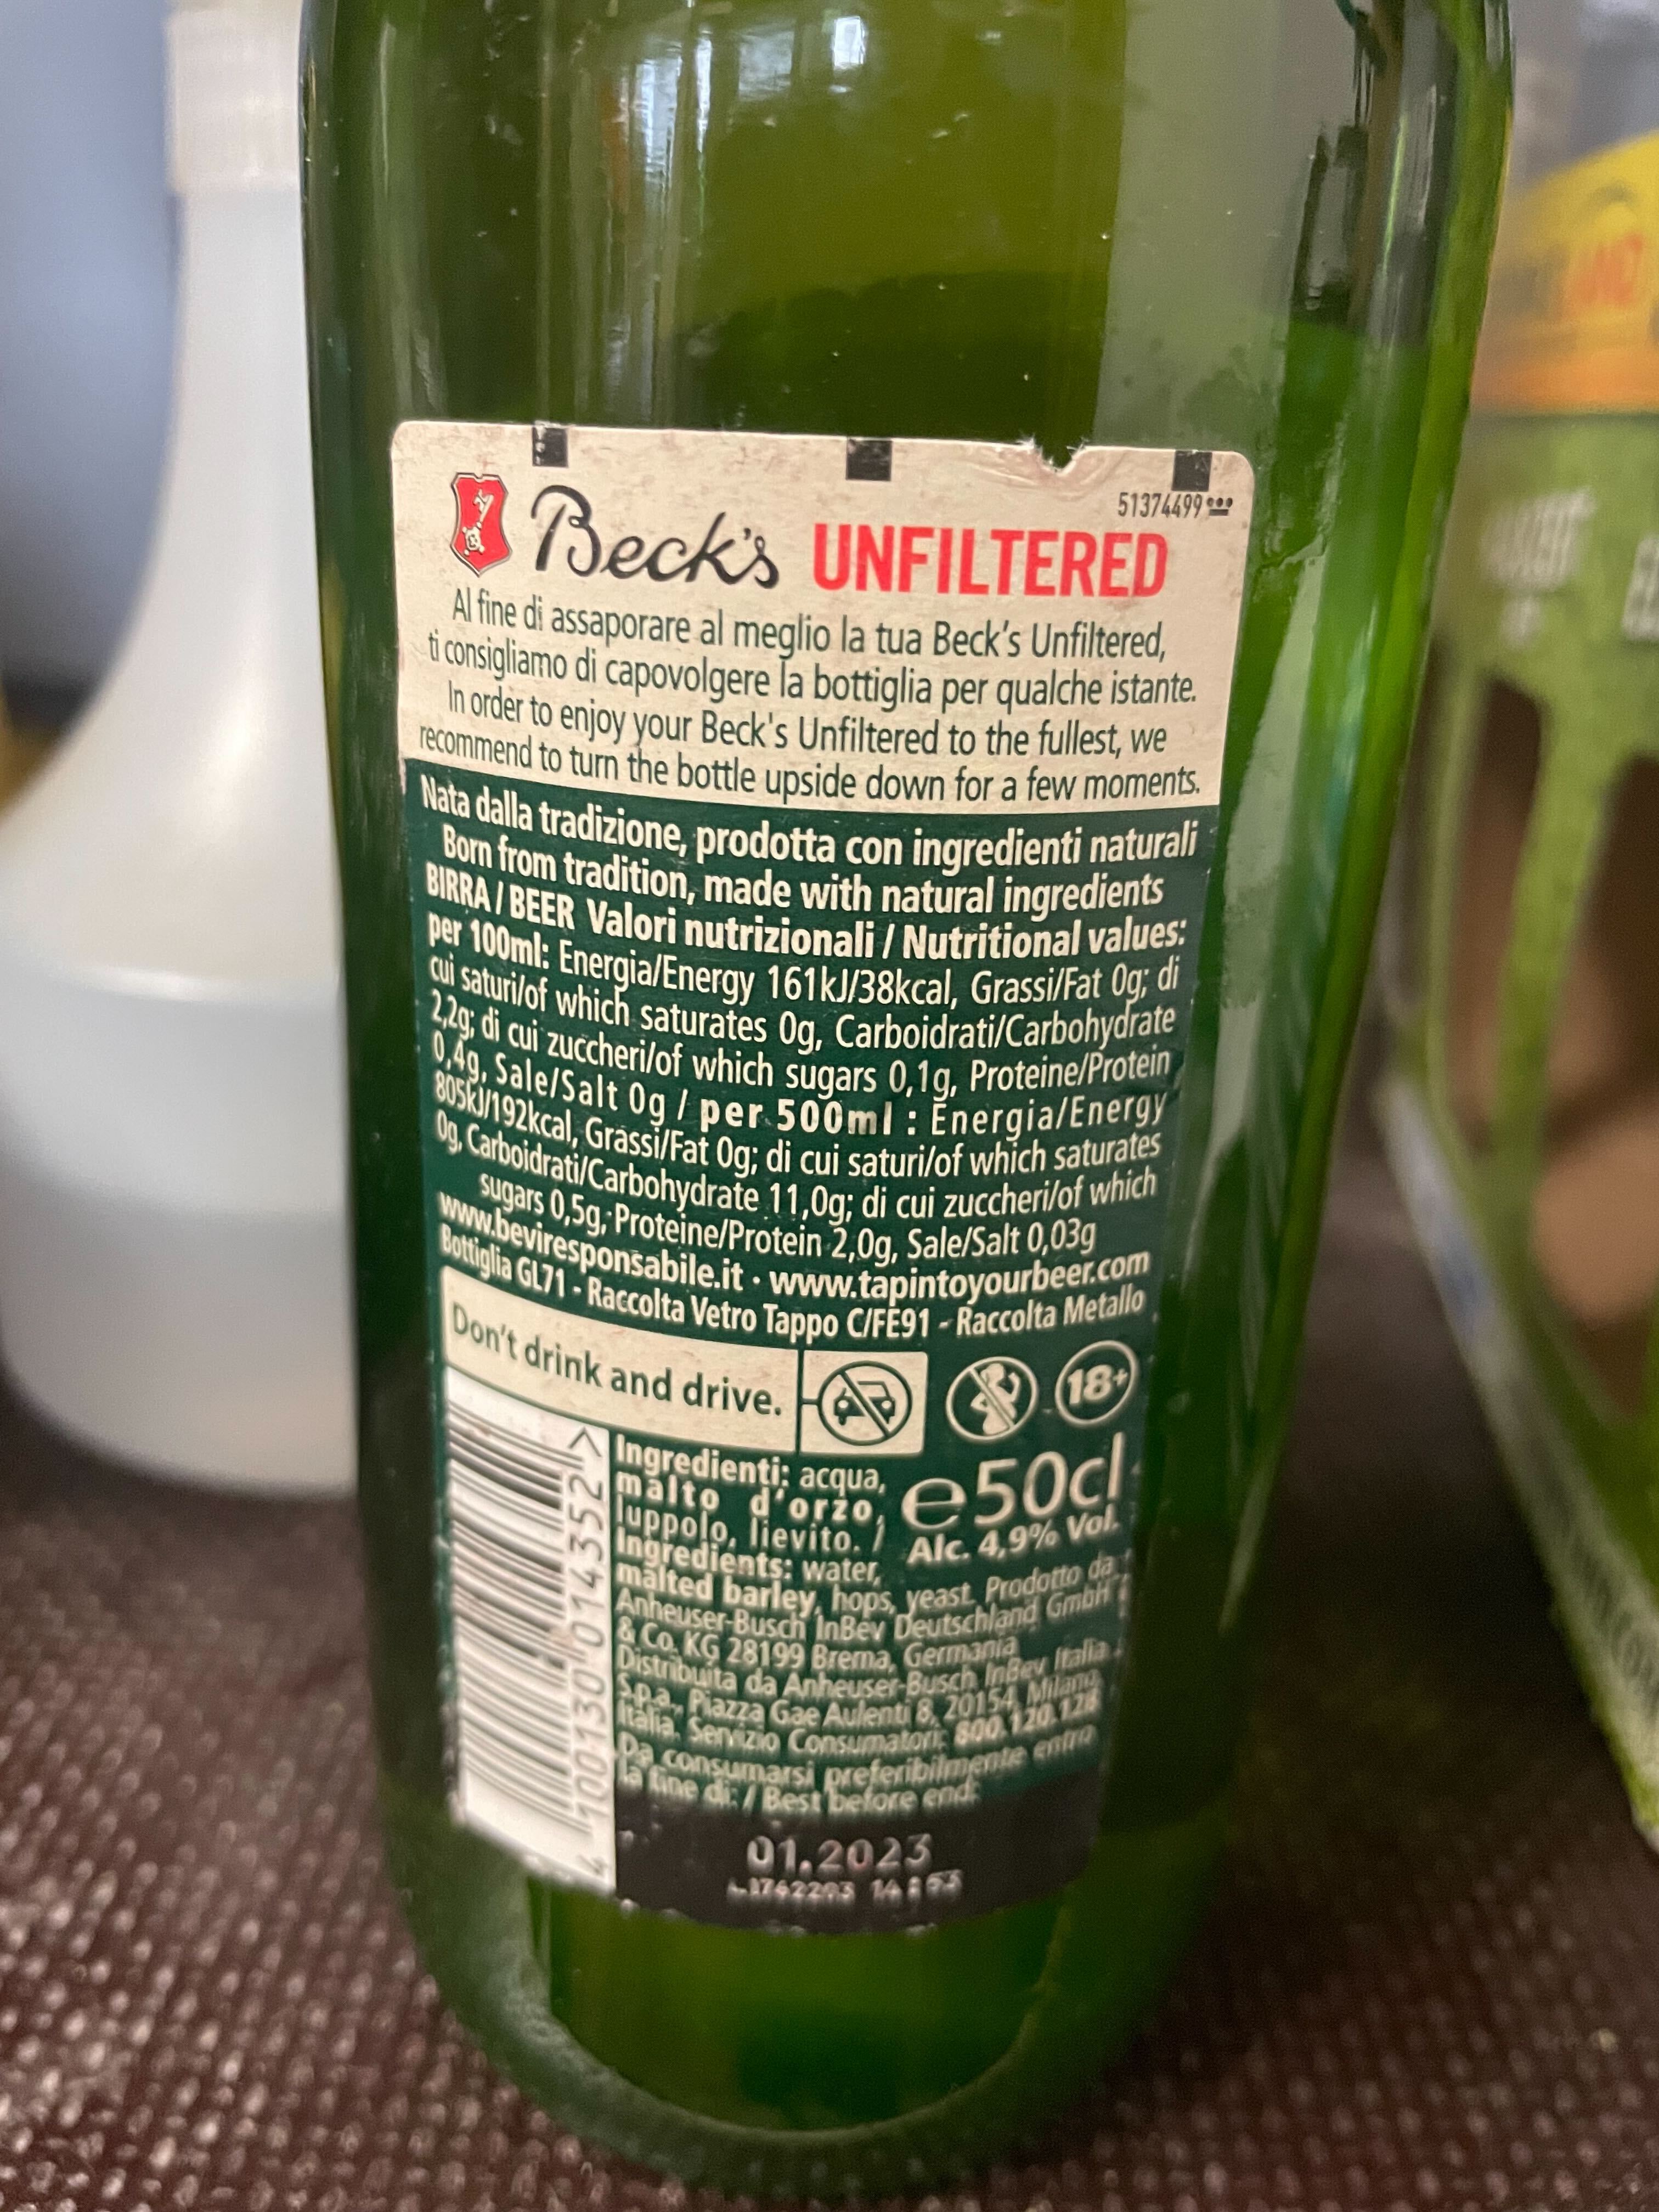 51374499
Beck's UNFILTERED
Al fine di assaporare al meglio la tua Beck's Unfiltered,
ti consigliamo di capovolgere la bottiglia per qualche istante.
In order to enjoy your Beck's Unfiltered to the fullest, we
recommend to turn the bottle upside down for a few moments.
Nata dalla tradizione, prodotta con ingredienti naturali
Born from tradition, made with natural ingredients
BIRRA / BEER Valori nutrizionali / Nutritional values:
per 100ml: Energia/Energy 161kJ/38kcal, Grassi/Fat 0g; di
cui saturi/of which saturates 0g, Carboidrati/Carbohydrate
2,2g; di cui zuccheri/of which sugars 0,1g, Proteine/Protein
0,4g, Sale/Salt 0g / per 500ml : Energia/Energy
805kJ/192kcal, Grassi/Fat 0g; di cui saturi/of which saturates
0g, Carboidrati/Carbohydrate 11,0g; di cui zuccheri/of which
sugars 0,5g, Proteine/Protein 2,0g, Sale/Salt 0,03g
www.beviresponsabile.it · www.tapintoyourbeer.com
Bottiglia GL71 - Raccolta Vetro Tappo C/FE91 - Raccolta Metallo
Don't drink and drive.
18+
4 100130 014352 >
℮50cl
Alc. 4,9% Vol.
Ingredienti: acqua,
malto d'orzo,
luppolo, lievito. /
Ingredients: water,
malted barley, hops, yeast. Prodotto da:
Anheuser-Busch InBev Deutschland GmbH
& Co. KG 28199 Brema, Germania.
Distribuita da Anheuser-Busch InBev Italia
S.p.a., Piazza Gae Aulenti 8, 20154, Milano,
Italia. Servizio Consumatori: 800.120.128
Da consumarsi preferibilmente entro
la fine di: / Best before end:
01.2023